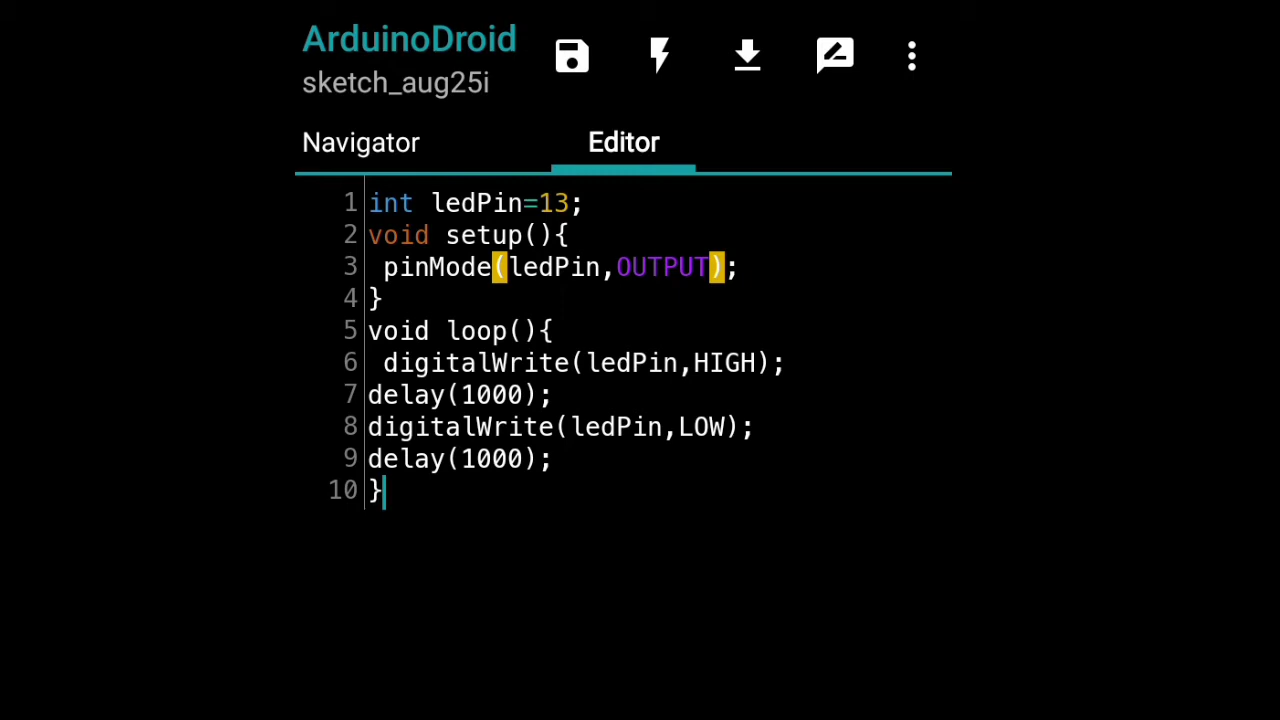 ArduinoDroid
sketch_aug25i
Navigator Editor
1 int ledPin=13;
2 void setup(){
3  pinMode(ledPin,OUTPUT);
4 }
5 void loop(){
6  digitalWrite(ledPin,HIGH);
7 delay(1000);
8 digitalWrite(ledPin,LOW);
9 delay(1000);
10 }